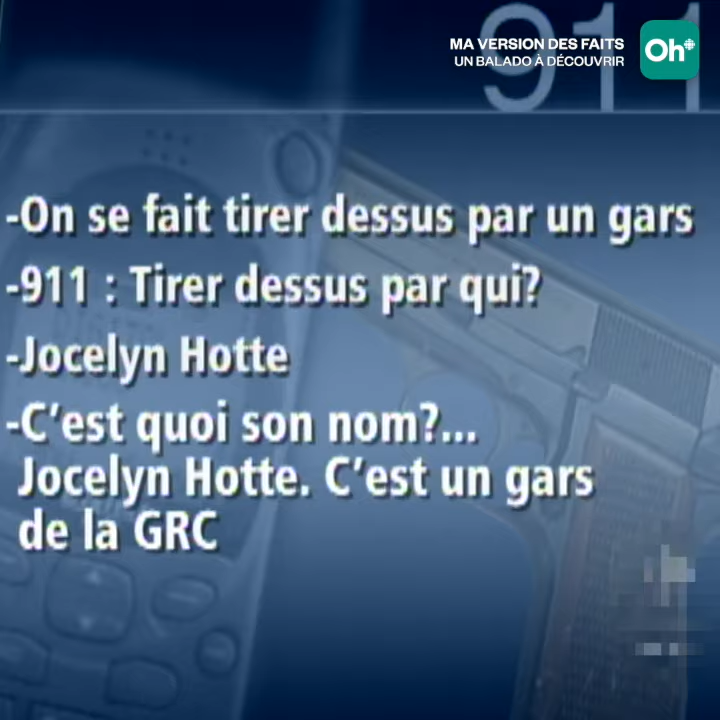 911
MA VERSION DES FAITS
UN BALADO À DÉCOUVRIR
Oh
-On se fait tirer dessus par un gars
-911 : Tirer dessus par qui?
-Jocelyn Hotte
-C'est quoi son nom?...
Jocelyn Hotte. C'est un gars
de la GRC